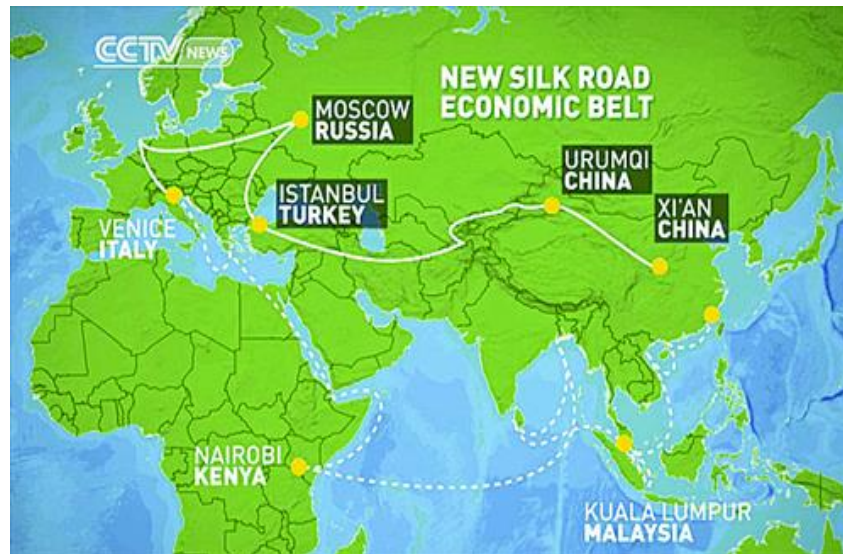 CCTV NEWS
NEW SILK ROAD
ECONOMIC BELT
MOSCOW
RUSSIA
URUMQI
CHINA
ISTANBUL
TURKEY
XI'AN
CHINA
VENICE
ITALY
NAIROBI
KENYA
KUALA LUMPUR
MALAYSIA